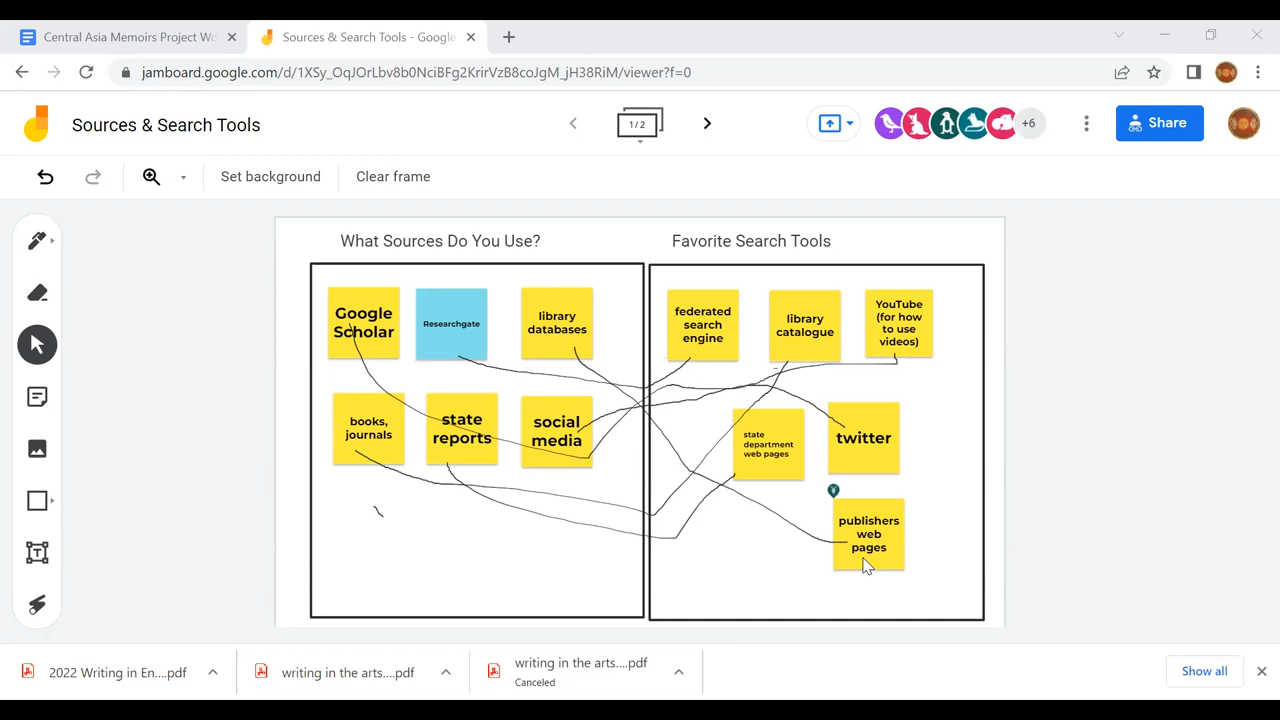 Central Asia Memoirs Project Wo
Sources & Search Tools - Google
jamboard.google.com/d/1XSy_OqJOrLbv8b0NciBFg2KrirVzB8coJgM_jH38RiM/viewer?f=0
Sources & Search Tools
1 / 2
+6
Share
Set background
Clear frame
What Sources Do You Use?
Favorite Search Tools
Google
Scholar
Researchgate
library
databases
federated
search
engine
library
catalogue
YouTube
(for how
to use
videos)
books,
journals
state
reports
social
media
state
department
web pages
twitter
publishers
web
pages
2022 Writing in En....pdf
writing in the arts....pdf
writing in the arts....pdf
Canceled
Show all